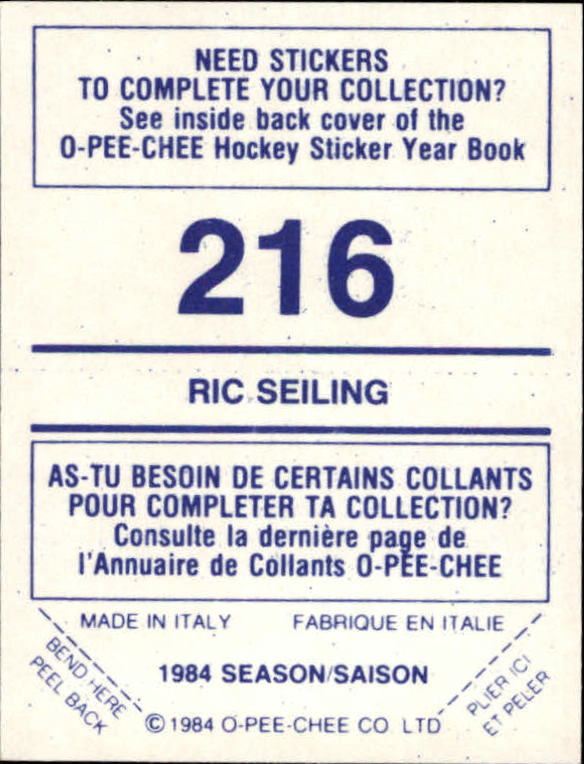 NEED STICKERS
TO COMPLETE YOUR COLLECTION?
See inside back cover of the
O-PEE-CHEE Hockey Sticker Year Book
216
RIC SEILING
AS-TU BESOIN DE CERTAINS COLLANTS
POUR COMPLETER TA COLLECTION?
Consulte la dernière page de
l'Annuaire de Collants O-PEE-CHEE
MADE IN ITALY FABRIQUE EN ITALIE
BEND HERE
PEEL BACK
1984 SEASON/SAISON
PLIER ICI
ET PELER
© 1984 O-PEE-CHEE CO. LTD